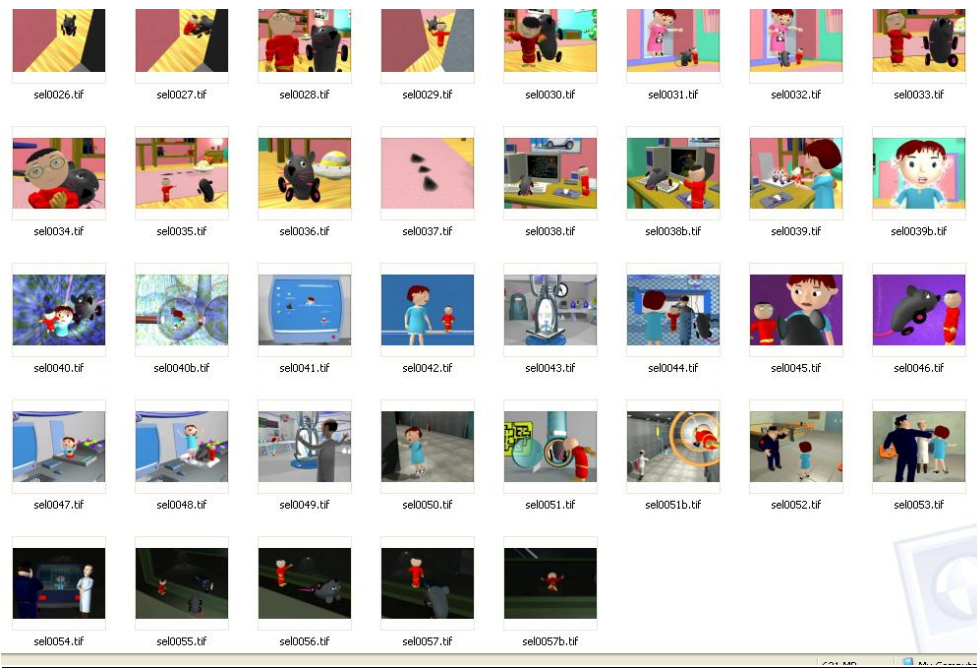 sel0026.tif sel0027.tif sel0028.tif sel0029.tif sel0030.tif sel0031.tif sel0032.tif sel0033.tif
sel0034.tif sel0035.tif sel0036.tif sel0037.tif sel0038.tif sel0038b.tif sel0039.tif sel0039b.tif
sel0040.tif sel0040b.tif sel0041.tif sel0042.tif sel0043.tif sel0044.tif sel0045.tif sel0046.tif
sel0047.tif sel0048.tif sel0049.tif sel0050.tif sel0051.tif sel0051b.tif sel0052.tif sel0053.tif
sel0054.tif sel0055.tif sel0056.tif sel0057.tif sel0057b.tif